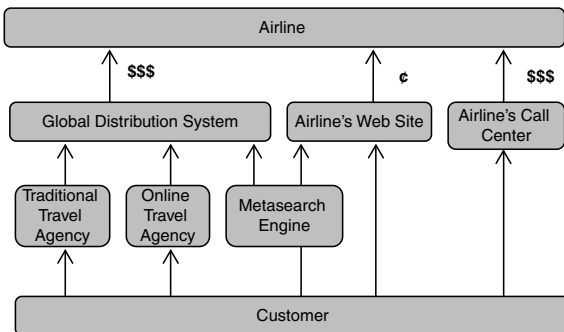 Airline
$$$
¢
$$$
Global Distribution System
Airline's Web Site
Airline's Call
Center
Traditional
Travel
Agency
Online
Travel
Agency
Metasearch
Engine
Customer